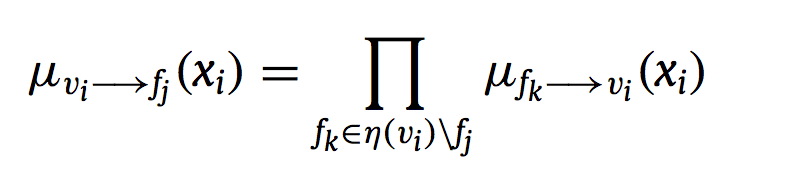 μ_{v_i⟶f_j}(x_i) = ∏_{f_k∈η(v_i)\f_j} μ_{f_k⟶v_i}(x_i)